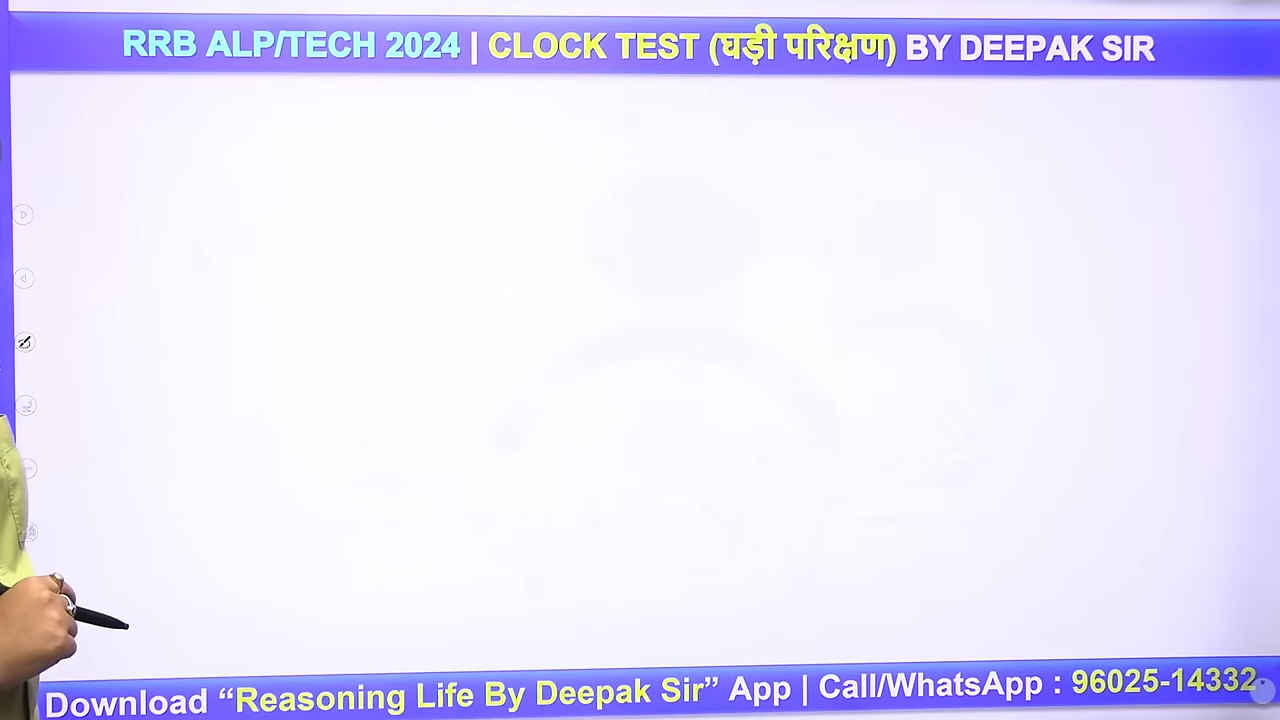 RRB ALP/TECH 2024 | CLOCK TEST (घड़ी परिक्षण) BY DEEPAK SIR
Download “Reasoning Life By Deepak Sir” App | Call/WhatsApp : 96025-14332